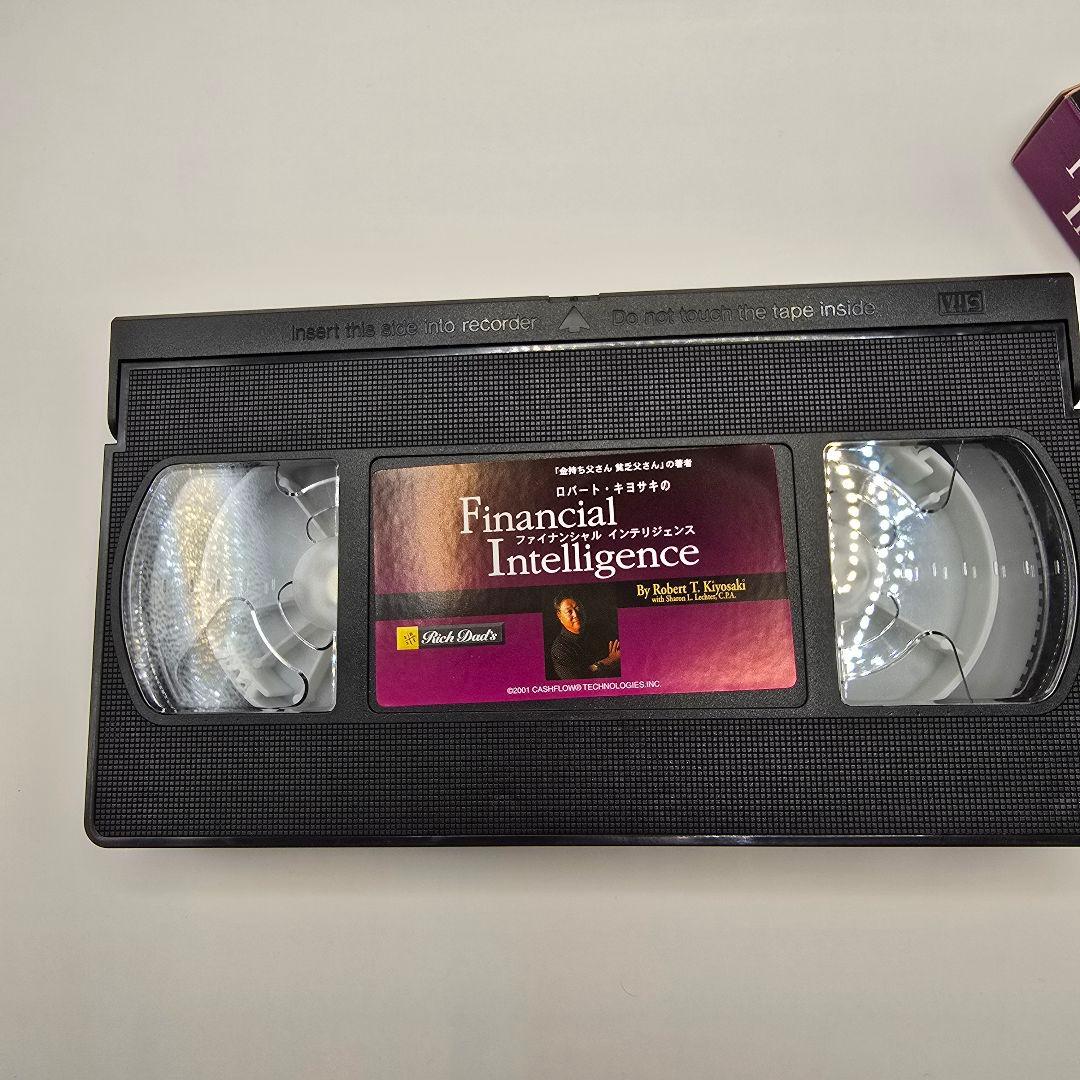 Insert this side into recorder
Do not touch the tape inside
VHS
「金持ち父さん 貧乏父さん」の著者
ロバート・キヨサキの
Financial
ファイナンシャル インテリジェンス
Intelligence
By Robert T. Kiyosaki
with Sharon L. Lechter, C.P.A.
Rich Dad's
©2001 CASHFLOW® TECHNOLOGIES.INC.